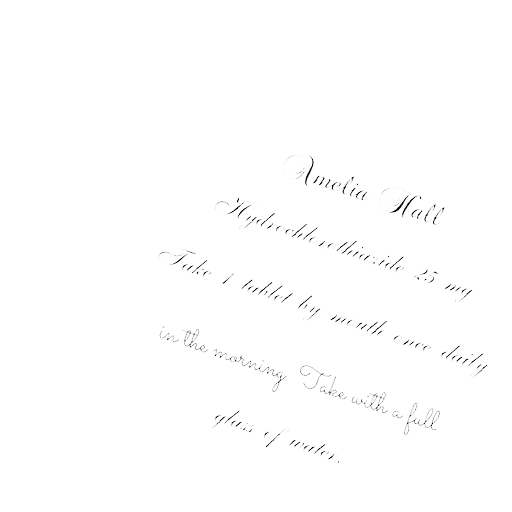 Amelia Hall
Hydrochlorothiazide 25 mg
Take 1 tablet by mouth once daily
in the morning Take with a full
glass of water.